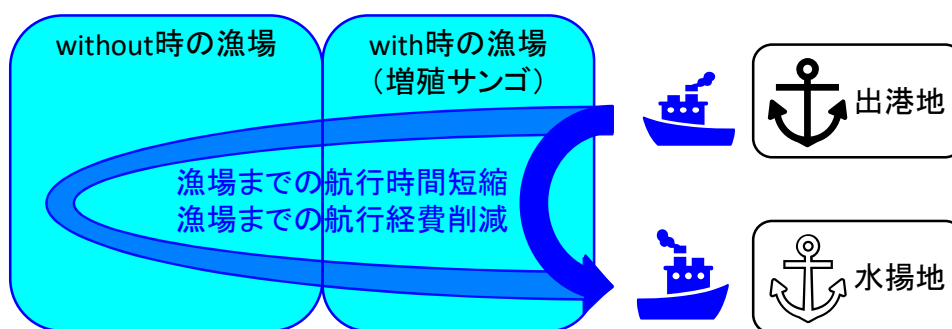 without時の漁場
with時の漁場
（増殖サンゴ）
出港地
漁場までの航行時間短縮
漁場までの航行経費削減
水揚地